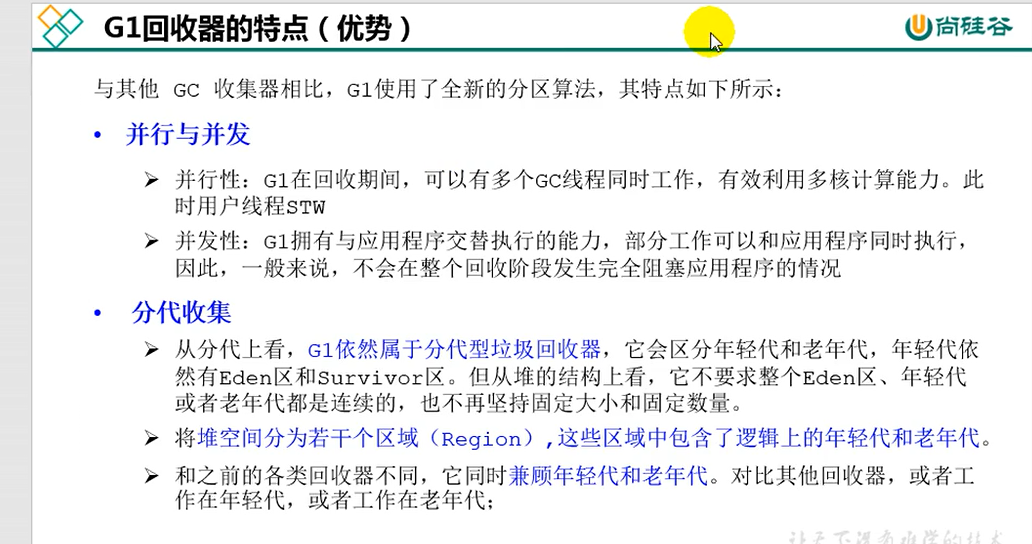 G1回收器的特点（优势）
尚硅谷
与其他 GC 收集器相比，G1使用了全新的分区算法，其特点如下所示：
• 并行与并发
➢ 并行性：G1在回收期间，可以有多个GC线程同时工作，有效利用多核计算能力。此
时用户线程STW
➢ 并发性：G1拥有与应用程序交替执行的能力，部分工作可以和应用程序同时执行，
因此，一般来说，不会在整个回收阶段发生完全阻塞应用程序的情况
• 分代收集
➢ 从分代上看，G1依然属于分代型垃圾回收器，它会区分年轻代和老年代，年轻代依
然有Eden区和Survivor区。但从堆的结构上看，它不要求整个Eden区、年轻代
或者老年代都是连续的，也不再坚持固定大小和固定数量。
➢ 将堆空间分为若干个区域（Region）,这些区域中包含了逻辑上的年轻代和老年代。
➢ 和之前的各类回收器不同，它同时兼顾年轻代和老年代。对比其他回收器，或者工
作在年轻代，或者工作在老年代；
让天下没有难学的技术